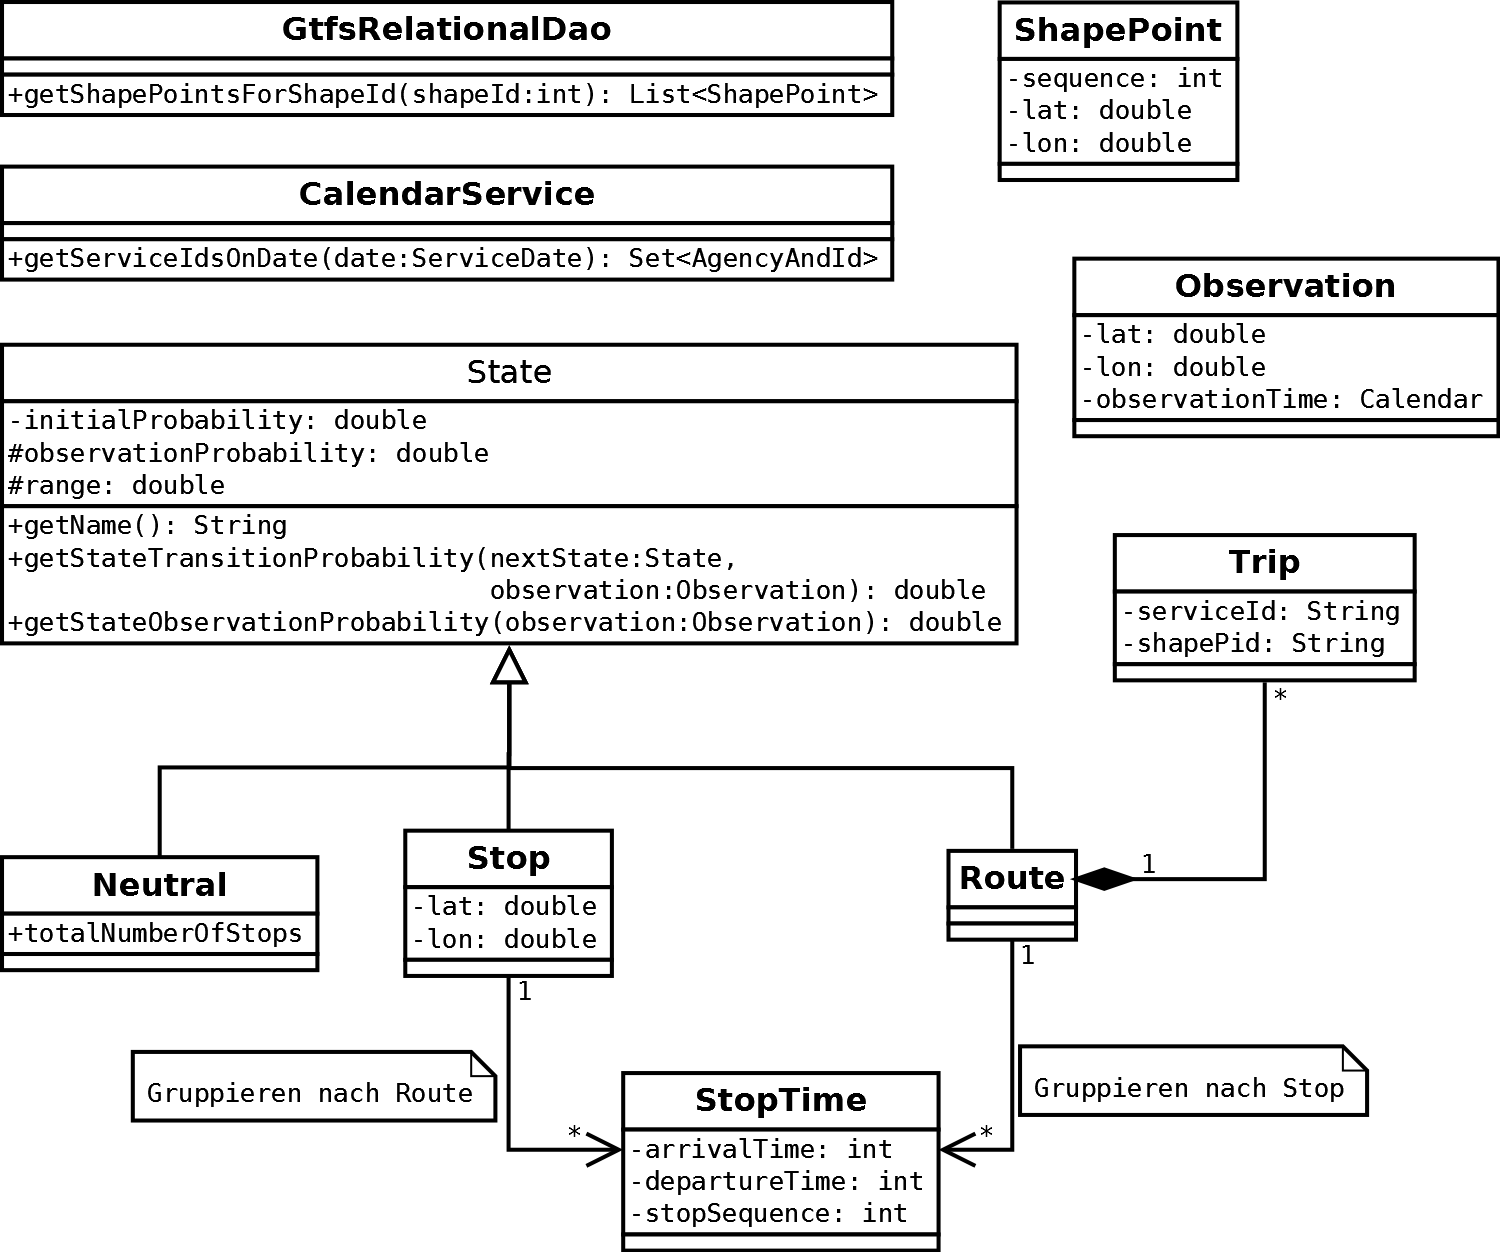 GtfsRelationalDao
+getShapePointsForShapeId(shapeId:int): List<ShapePoint>
ShapePoint
-sequence: int
-lat: double
-lon: double
CalendarService
+getServiceIdsOnDate(date:ServiceDate): Set<AgencyAndId>
Observation
-lat: double
-lon: double
-observationTime: Calendar
State
-initialProbability: double
#observationProbability: double
#range: double
+getName(): String
+getStateTransitionProbability(nextState:State,
observation:Observation): double
+getStateObservationProbability(observation:Observation): double
Trip
-serviceId: String
-shapePid: String
*
Neutral
+totalNumberOfStops
Stop
-lat: double
-lon: double
1
Route
1
1
Gruppieren nach Route
Gruppieren nach Stop
*
*
StopTime
-arrivalTime: int
-departureTime: int
-stopSequence: int